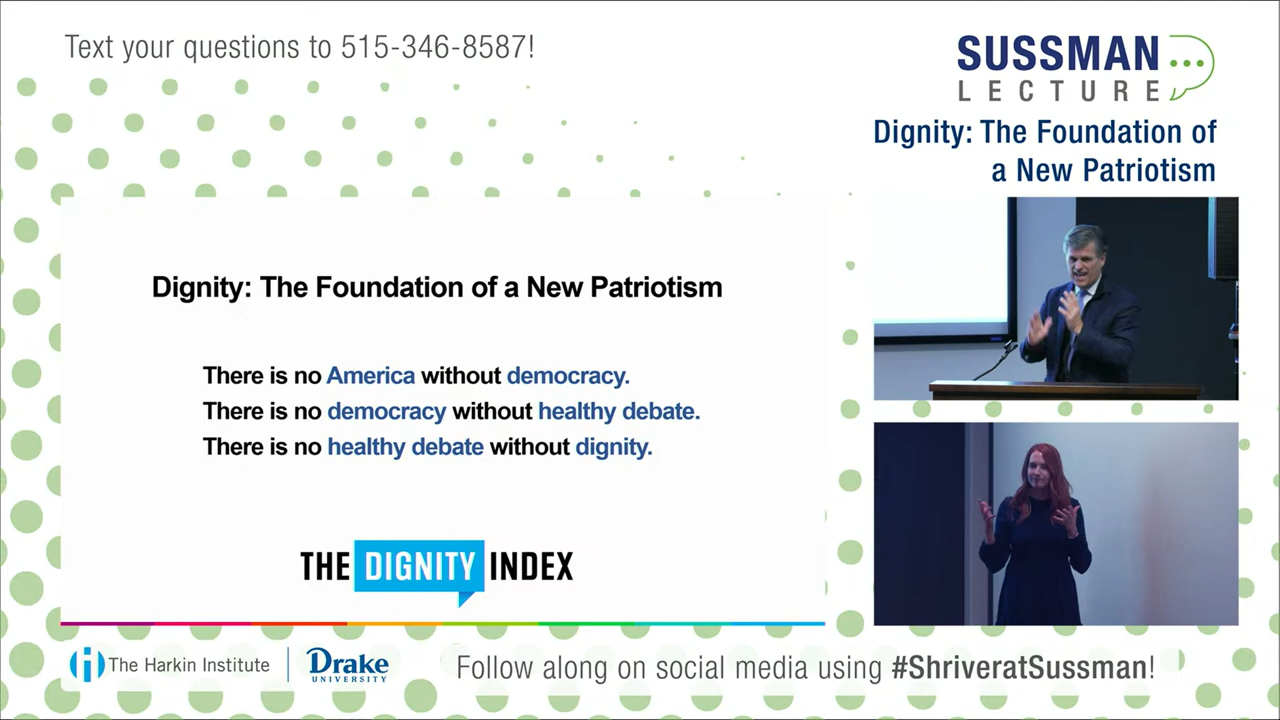 Text your questions to 515-346-8587!
SUSSMAN
LECTURE
Dignity: The Foundation of
a New Patriotism
Dignity: The Foundation of a New Patriotism
There is no America without democracy.
There is no democracy without healthy debate.
There is no healthy debate without dignity.
THE DIGNITY INDEX
The Harkin Institute
Drake
UNIVERSITY
Follow along on social media using #ShriveratSussman!